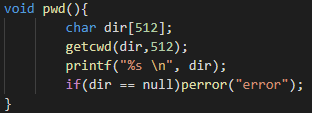 void pwd(){
char dir[512];
getcwd(dir,512);
printf("%s \n", dir);
if(dir == null)perror("error");
}